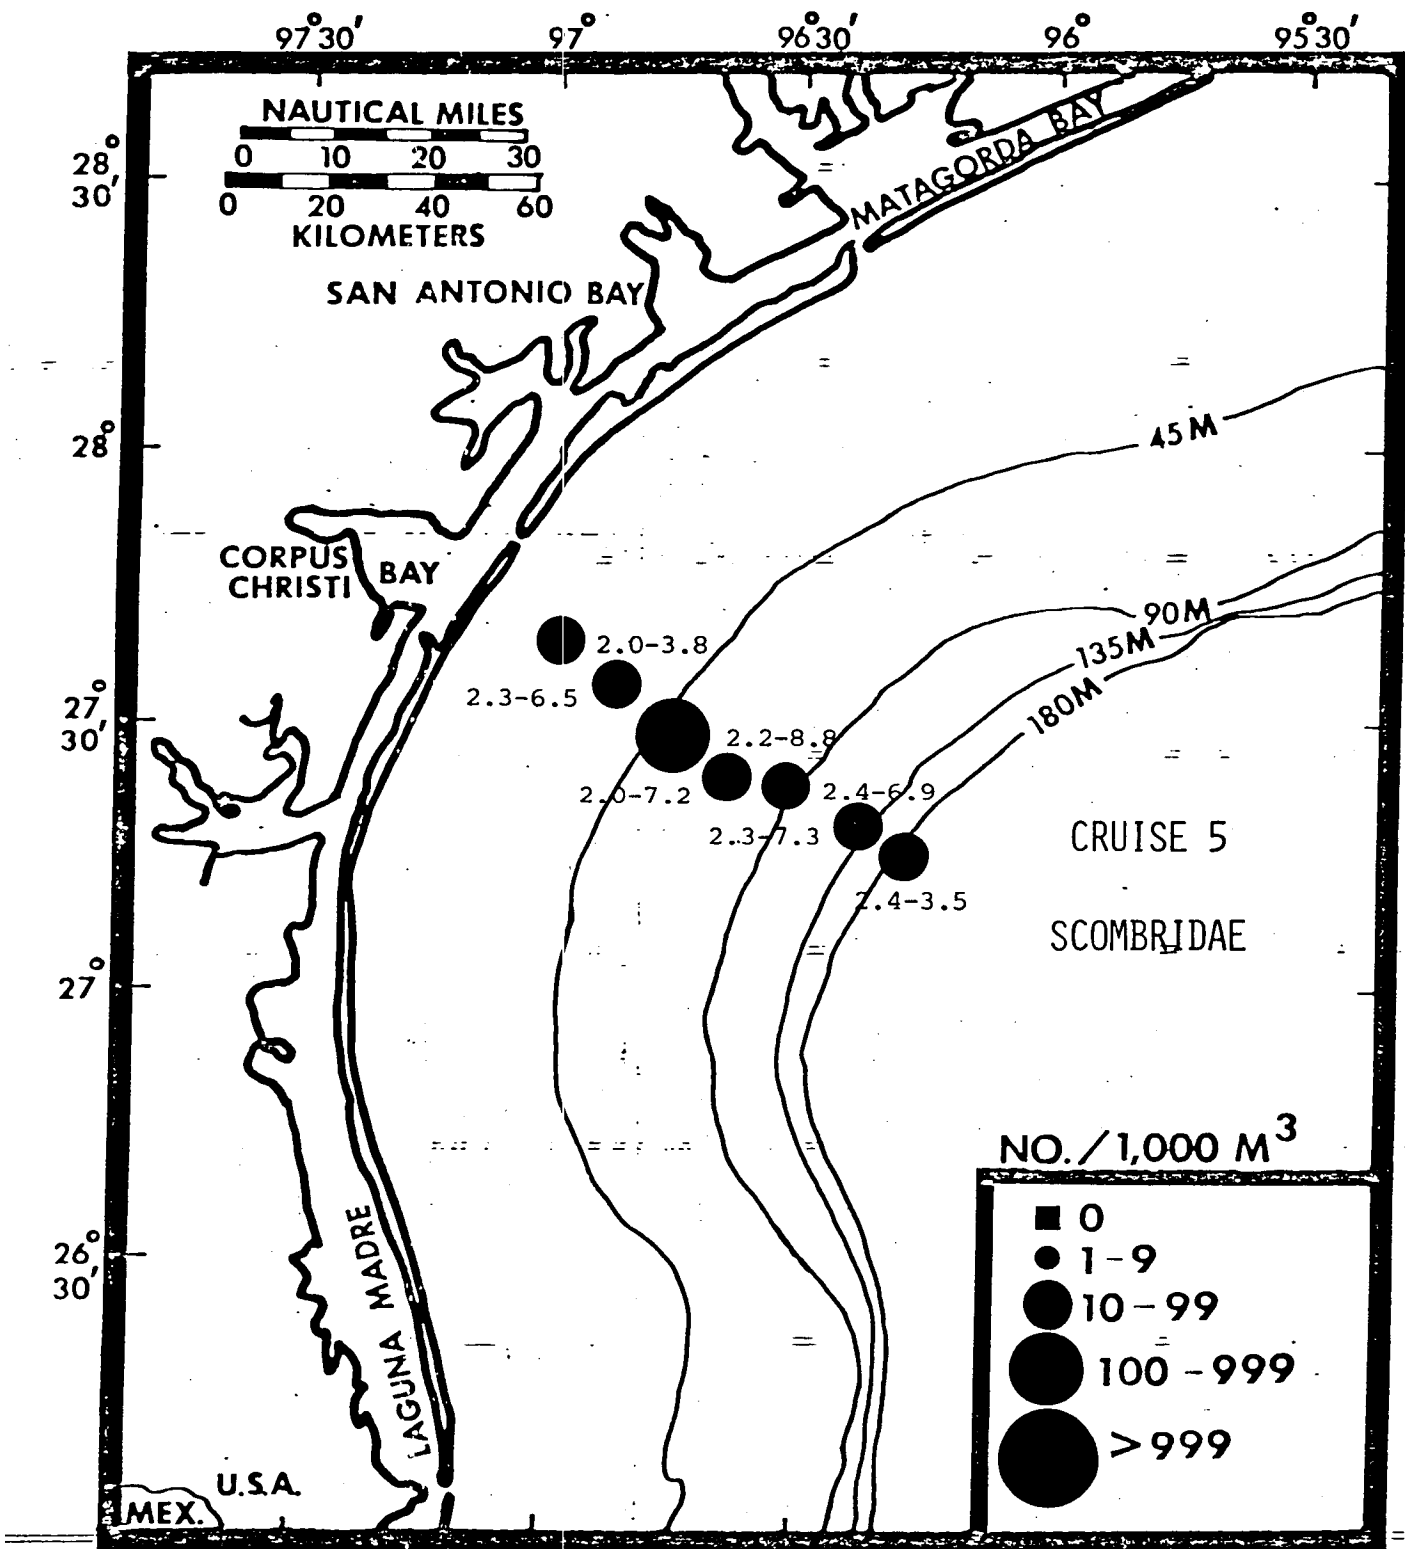 97°30' 97° 96°30' 96° 95°30'
NAUTICAL MILES
0 10 20 30
0 20 40 60
KILOMETERS
28°
30'
MATAGORDA BAY
SAN ANTONIO BAY
28°
45M
CORPUS
CHRISTI BAY
90M
135M
180M
2.0-3.8
2.3-6.5
27°
30'
2.2-8.8
2.0-7.2
2.4-6.9
2.3-7.3
2.4-3.5
CRUISE 5
SCOMBRIDAE
27°
26°
30'
LAGUNA MADRE
U.S.A.
MEX.
NO./1,000 M³
0
1-9
10-99
100-999
>999